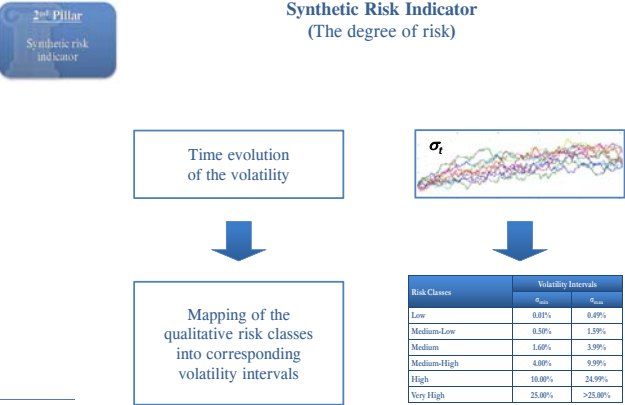 2nd Pillar
Synthetic risk
indicator
Synthetic Risk Indicator
(The degree of risk)
Time evolution
of the volatility
σt
Mapping of the
qualitative risk classes
into corresponding
volatility intervals
Risk Classes Volatility Intervals
σmin σmax
Low 0.01% 0.49%
Medium-Low 0.50% 1.59%
Medium 1.60% 3.99%
Medium-High 4.00% 9.99%
High 10.00% 24.99%
Very High 25.00% >25.00%